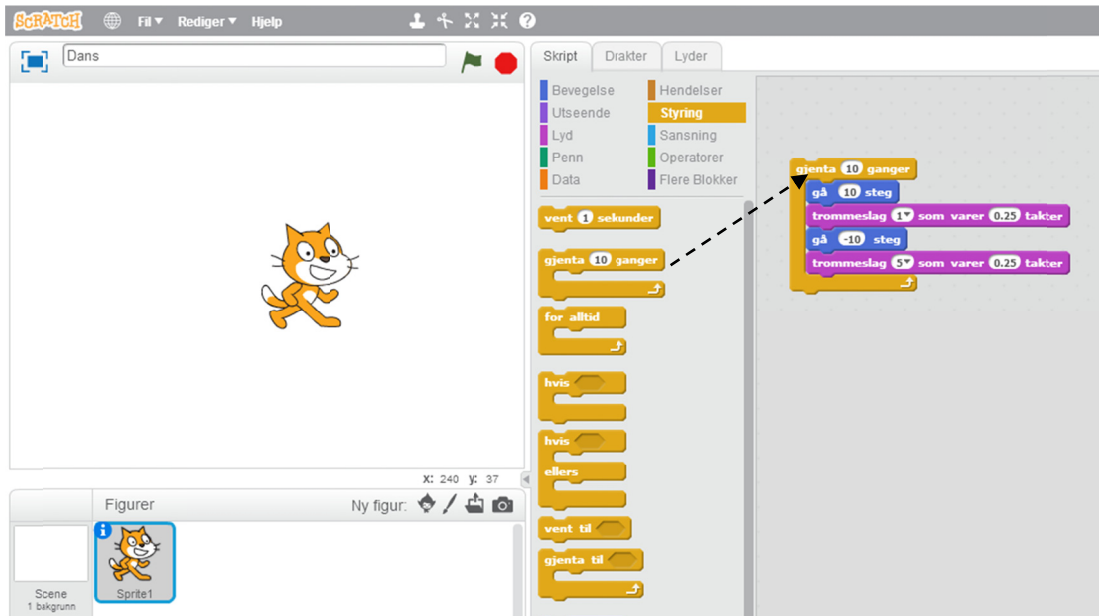 SCRATCH Fil▼ Rediger▼ Hjelp
Dans
Skript Drakter Lyder
Bevegelse Hendelser
Utseende Styring
Lyd Sansning
Penn Operatorer
Data Flere Blokker
vent 1 sekunder
gjenta 10 ganger
for alltid
hvis
hvis
ellers
vent til
gjenta til
gjenta 10 ganger
gå 10 steg
trommeslag 1▼ som varer 0.25 takter
gå -10 steg
trommeslag 5▼ som varer 0.25 takter
X: 240 y: 37
Figurer Ny figur:
Scene
1 bakgrunn
Sprite1